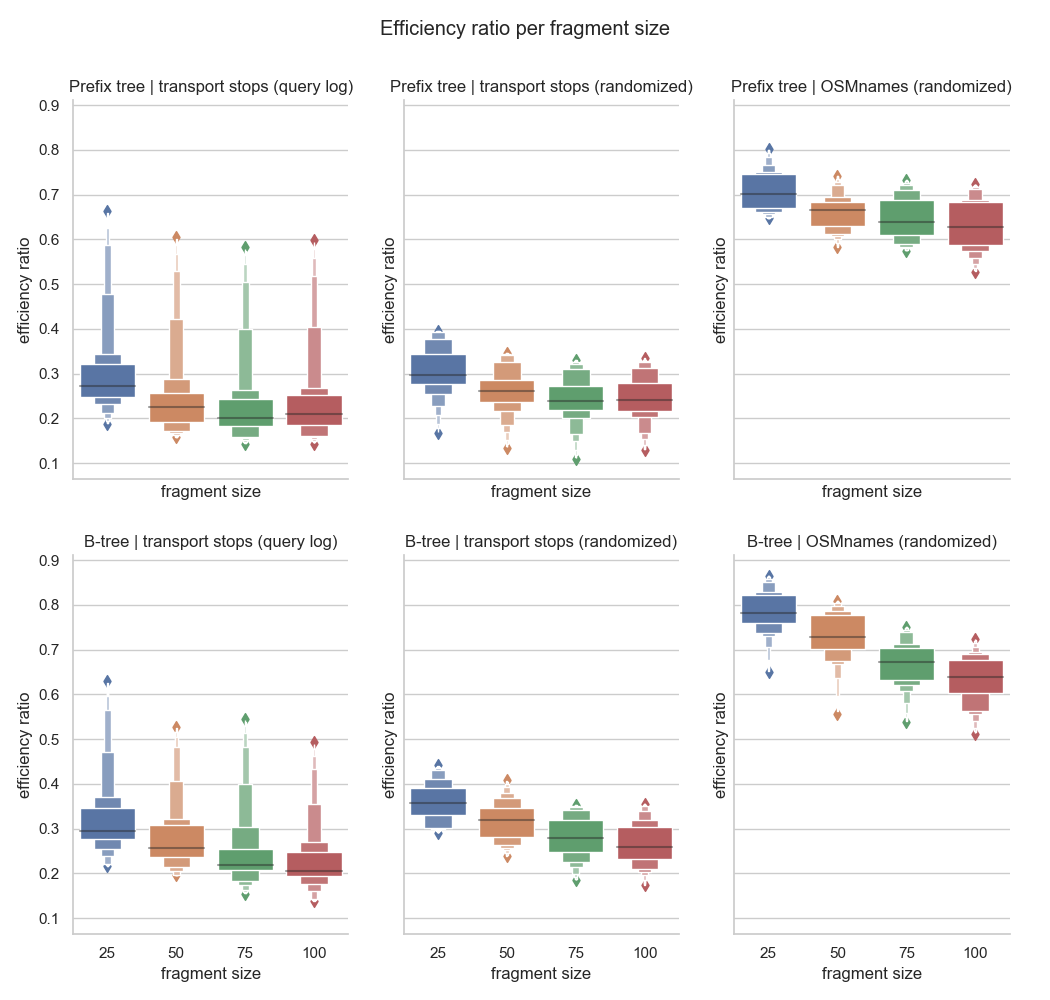 Efficiency ratio per fragment size
Prefix tree | transport stops (query log)
Prefix tree | transport stops (randomized)
Prefix tree | OSMnames (randomized)
0.9
0.8
0.7
0.6
0.5
0.4
0.3
0.2
0.1
efficiency ratio
efficiency ratio
efficiency ratio
fragment size
fragment size
fragment size
B-tree | transport stops (query log)
B-tree | transport stops (randomized)
B-tree | OSMnames (randomized)
0.9
0.8
0.7
0.6
0.5
0.4
0.3
0.2
0.1
efficiency ratio
efficiency ratio
efficiency ratio
25 50 75 100
25 50 75 100
25 50 75 100
fragment size
fragment size
fragment size